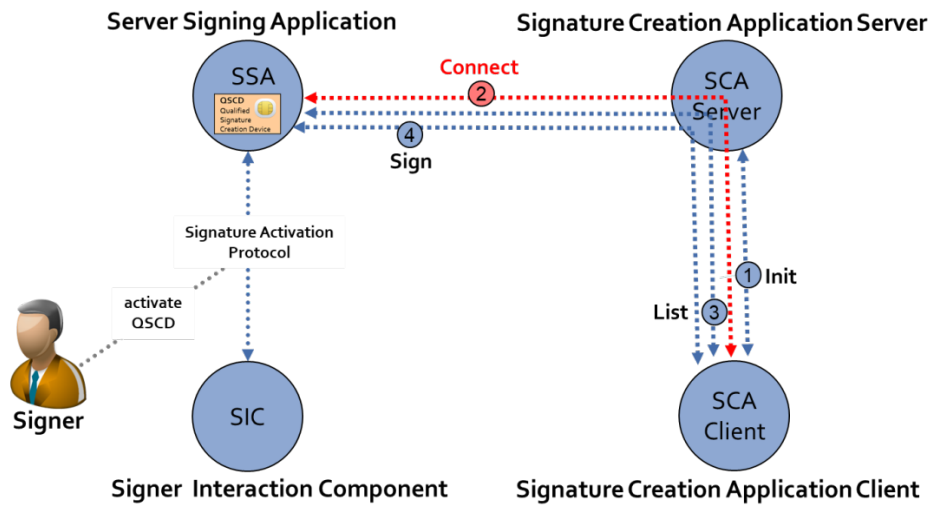 Server Signing Application
Signature Creation Application Server
SSA
QSCD
Qualified
Signature
Creation Device
Connect
2
SCA
Server
4
Sign
Signature Activation
Protocol
activate
QSCD
1
Init
List
3
Signer
SIC
SCA
Client
Signer Interaction Component
Signature Creation Application Client